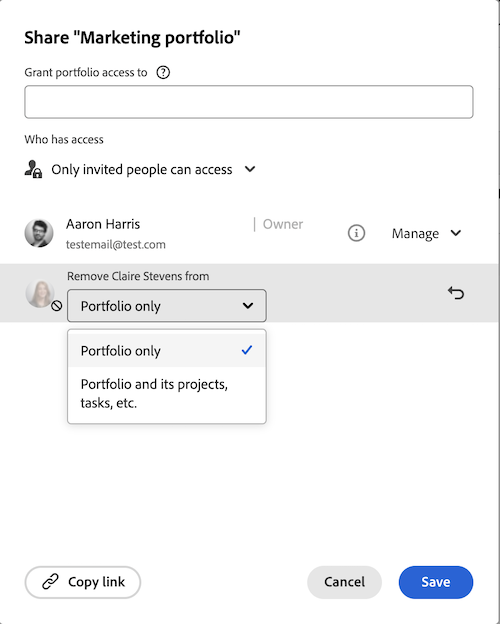 Share "Marketing portfolio"
Grant portfolio access to
Who has access
Only invited people can access
Aaron Harris
| Owner
testemail@test.com
Manage
Remove Claire Stevens from
Portfolio only
Portfolio only
Portfolio and its projects,
tasks, etc.
Copy link
Cancel
Save